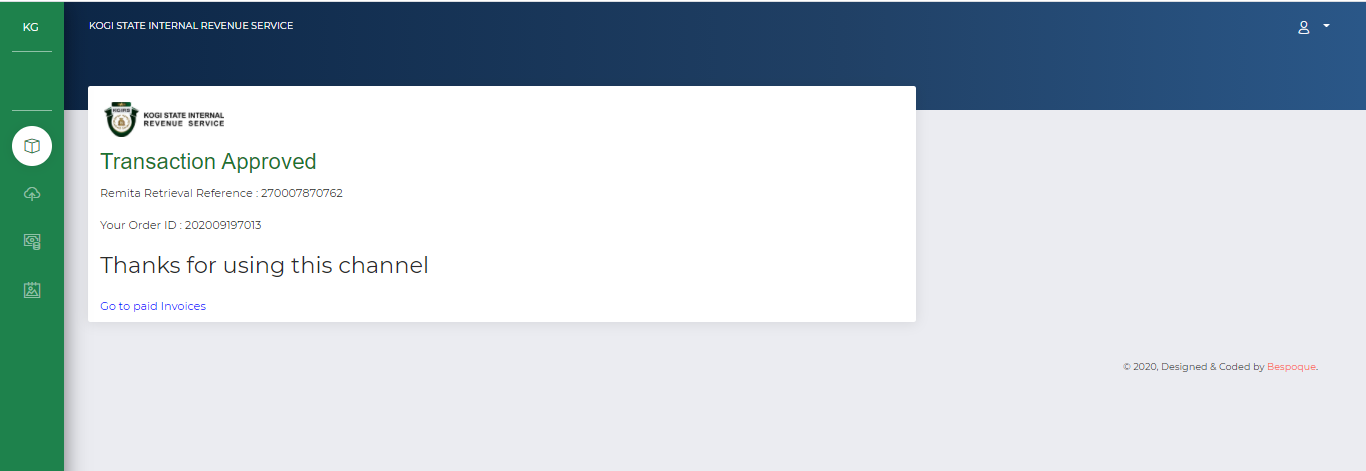 KG
KOGI STATE INTERNAL REVENUE SERVICE
KGIRS
KOGI STATE INTERNAL
REVENUE SERVICE
Transaction Approved
Remita Retrieval Reference : 270007870762
Your Order ID : 202009197013
Thanks for using this channel
Go to paid Invoices
© 2020, Designed & Coded by Bespoque.